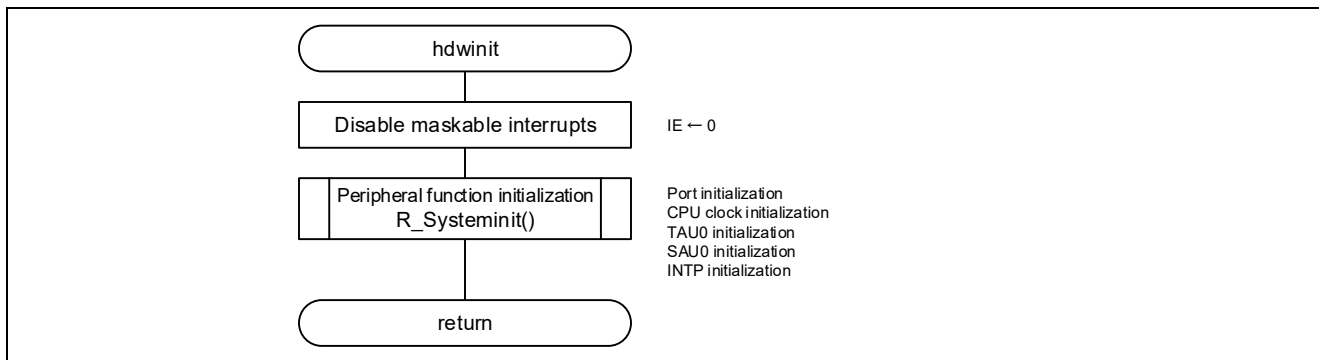 hdwinit
Disable maskable interrupts
IE ← 0
Peripheral function initialization
R_Systeminit()
Port initialization
CPU clock initialization
TAU0 initialization
SAU0 initialization
INTP initialization
return